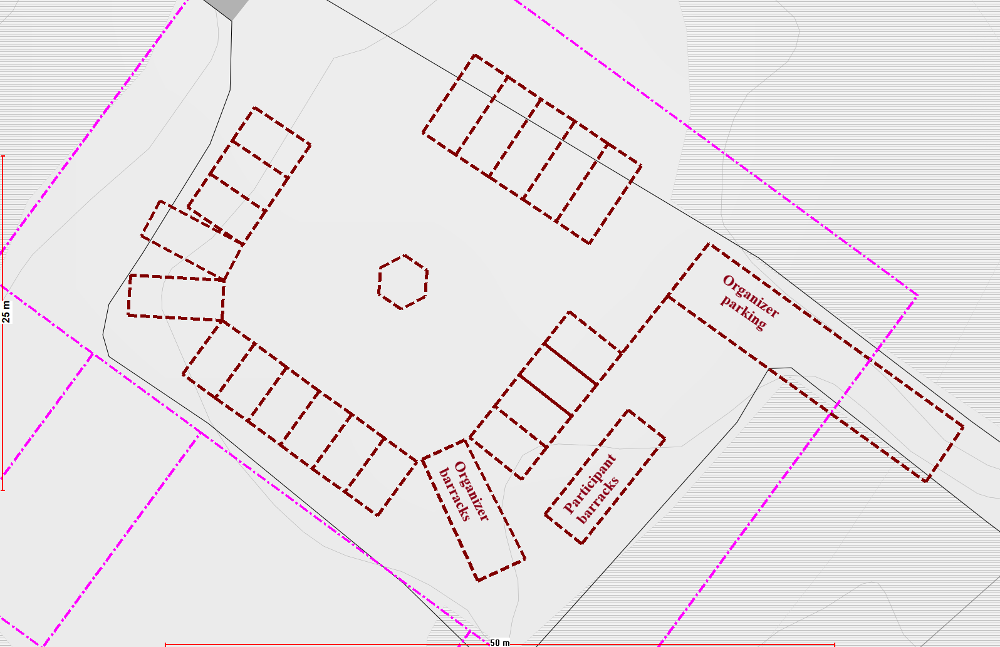 Organizer
parking
25 m
Organizer
barracks
Participant
barracks
50 m